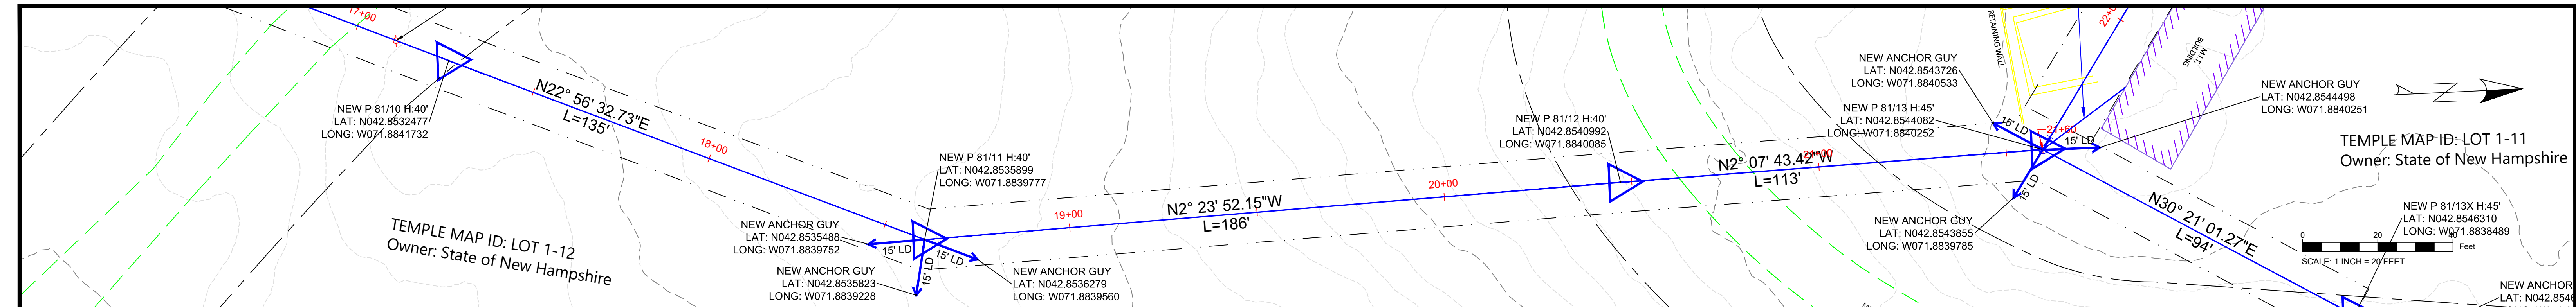 17+00
NEW P 81/10 H:40'
LAT: N042.8532477
LONG: W071.8841732
N22° 56' 32.73"E
L=135'
18+00
TEMPLE MAP ID: LOT 1-12
Owner: State of New Hampshire
NEW P 81/11 H:40'
LAT: N042.8535899
LONG: W071.8839777
NEW ANCHOR GUY
LAT: N042.8535488
LONG: W071.8839752
15' LD
15' LD
15' LD
NEW ANCHOR GUY
LAT: N042.8535823
LONG: W071.8839228
NEW ANCHOR GUY
LAT: N042.8536279
LONG: W071.8839560
19+00
N2° 23' 52.15"W
L=186'
20+00
NEW P 81/12 H:40'
LAT: N042.8540992
LONG: W071.8840085
N2° 07' 43.42"W
L=113'
21+00
NEW ANCHOR GUY
LAT: N042.8543726
LONG: W071.8840533
NEW P 81/13 H:45'
LAT: N042.8544082
LONG: W071.8840252
RETAINING WALL
15' LD
21+60
15' LD
15' LD
NEW ANCHOR GUY
LAT: N042.8543855
LONG: W071.8839785
M.I.T.
BUILDING
NEW ANCHOR GUY
LAT: N042.8544498
LONG: W071.8840251
N
TEMPLE MAP ID: LOT 1-11
Owner: State of New Hampshire
N30° 21' 01.27"E
L=94'
NEW P 81/13X H:45'
LAT: N042.8546310
LONG: W071.8838489
0 20
Feet
SCALE: 1 INCH = 20 FEET